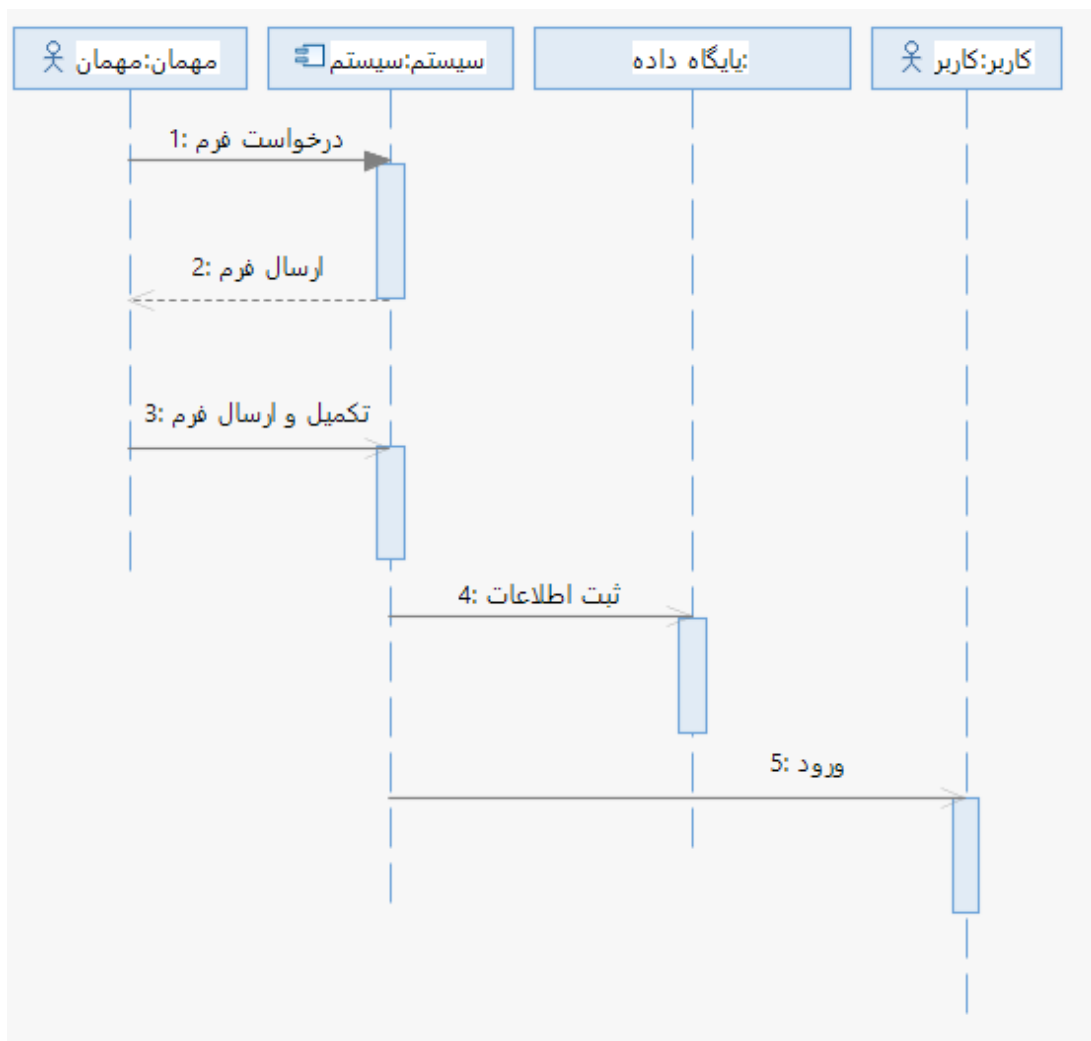 مهمان:مهمان
سیستم:سیستم
پایگاه داده:
کاربر:کاربر
1: درخواست فرم
2: ارسال فرم
3: تکمیل و ارسال فرم
4: ثبت اطلاعات
5: ورود